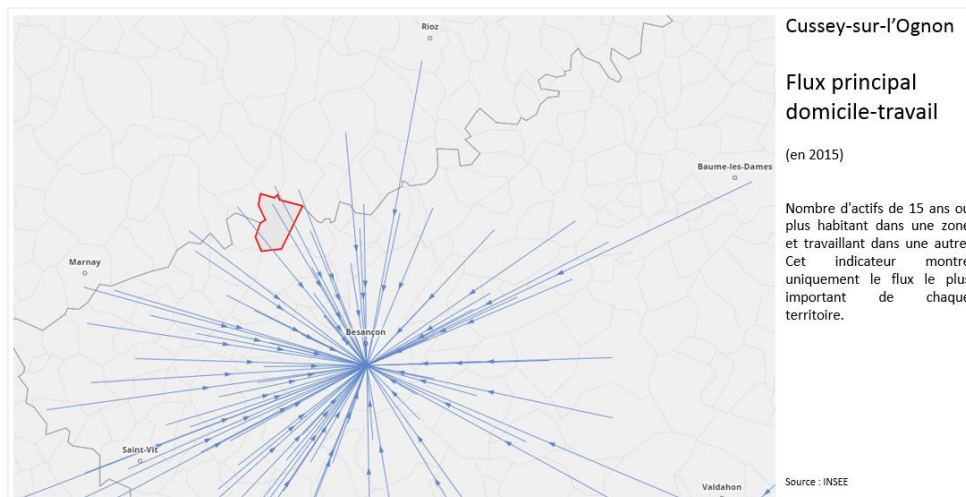 Rioz
Baume-les-Dames
Marnay
Besançon
Saint-Vit
Valdahon
Cussey-sur-l’Ognon
Flux principal
domicile-travail
(en 2015)
Nombre d'actifs de 15 ans ou
plus habitant dans une zone
et travaillant dans une autre
Cet indicateur montre
uniquement le flux le plus
important de chaque
territoire.
Source : INSEE